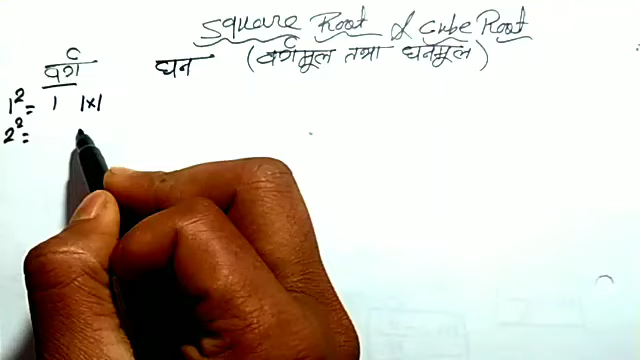 Square Root & Cube Root
(वर्गमूल तथा घनमूल)
वर्ग घन
1² = 1 1×1
2² =